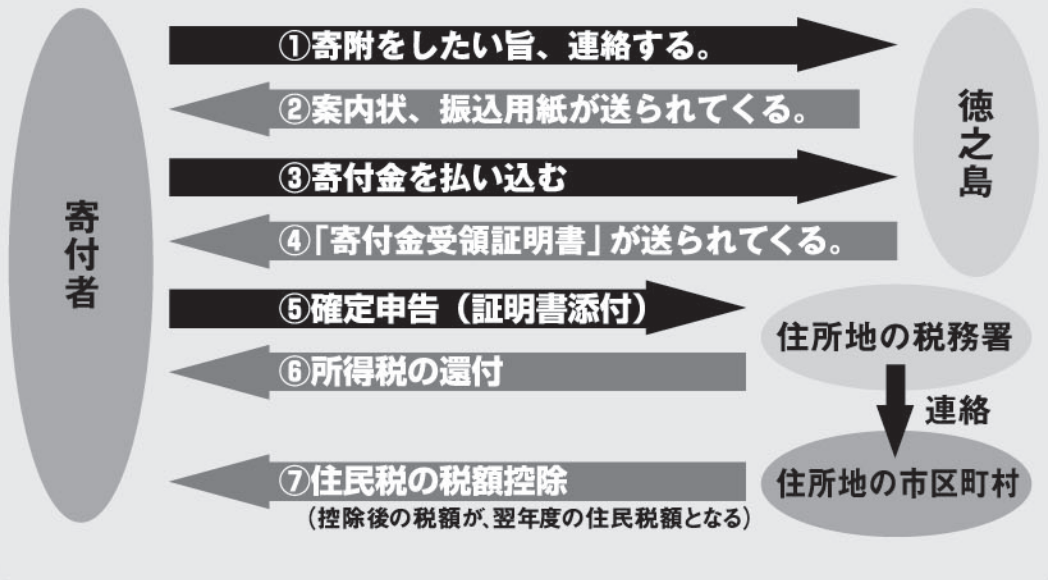 寄付者
①寄附をしたい旨、連絡する。
②案内状、振込用紙が送られてくる。
③寄付金を払い込む
④「寄付金受領証明書」が送られてくる。
徳之島
⑤確定申告（証明書添付）
⑥所得税の還付
住所地の税務署
連絡
⑦住民税の税額控除
（控除後の税額が、翌年度の住民税額となる）
住所地の市区町村